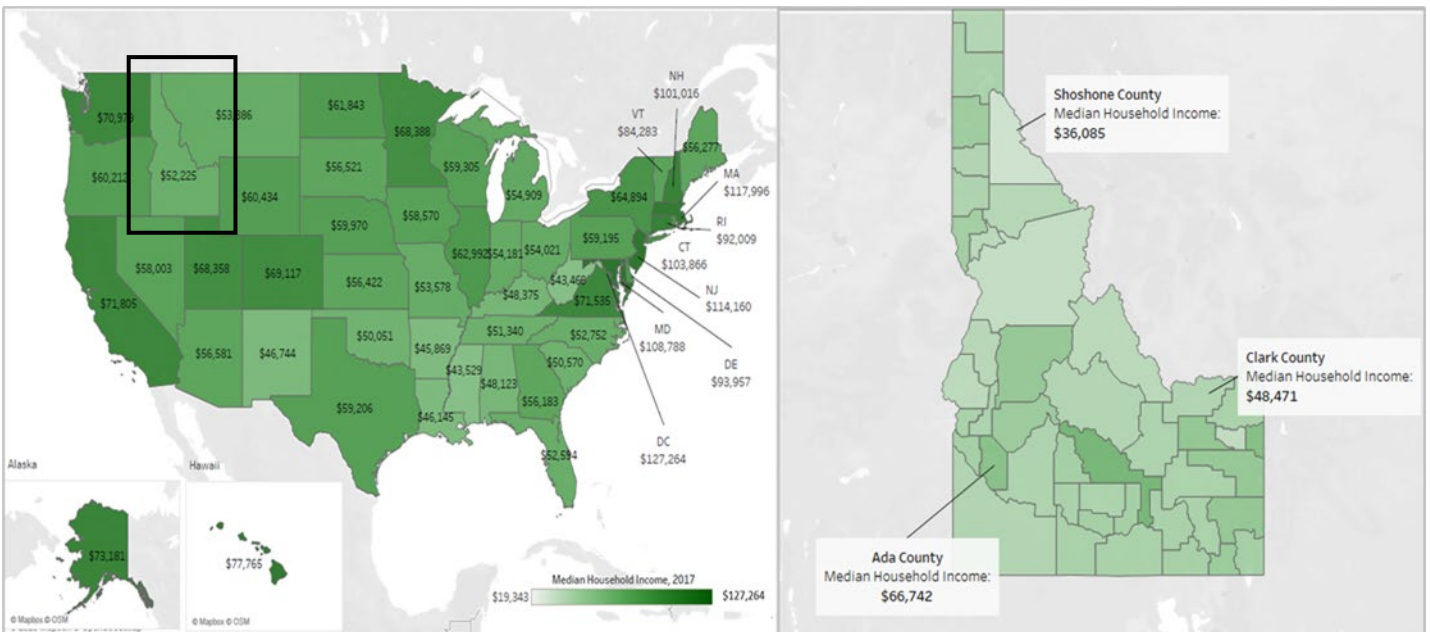 NH
$101,016
VT
$84,283
$70,979
$53,886
$61,843
$68,388
$56,277
MA
$117,996
$60,212
$52,225
$60,434
$56,521
$59,305
$54,909
$64,894
RI
$92,009
$59,970
$58,570
$59,195
CT
$103,866
$58,003
$68,358
$69,117
$62,992
$54,181
$54,021
$43,469
NJ
$114,160
$71,805
$56,422
$53,578
$48,375
$71,535
MD
$108,788
$56,581
$46,744
$50,051
$45,869
$51,340
$52,752
DE
$93,957
$59,206
$43,529
$48,123
$50,570
$56,183
$46,145
$52,594
DC
$127,264
Alaska
Hawaii
$73,181
$77,765
Median Household Income, 2017
$19,343
$127,264
© Mapbox © OSM
© Mapbox © OSM
Shoshone County
Median Household Income:
$36,085
Clark County
Median Household Income:
$48,471
Ada County
Median Household Income:
$66,742